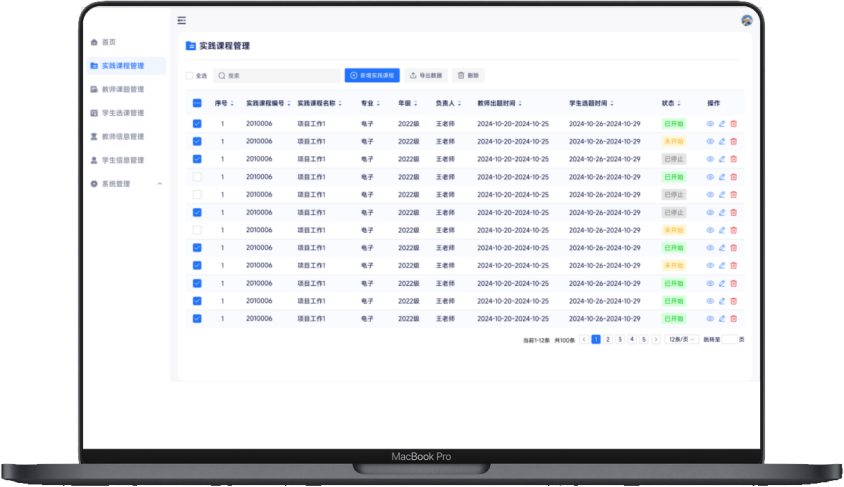 首页
实践课程管理
教师课题管理
学生选课管理
教师信息管理
学生信息管理
系统管理
实践课程管理
全选 搜索 新增实践课程 导出数据 删除
序号 实践课程编号 实践课程名称 专业 年级 负责人 教师出题时间 学生选题时间 状态 操作
1 2010006 项目工作1 电子 2022级 王老师 2024-10-20-2024-10-25 2024-10-26-2024-10-29 已开始
1 2010006 项目工作1 电子 2022级 王老师 2024-10-20-2024-10-25 2024-10-26-2024-10-29 未开始
1 2010006 项目工作1 电子 2022级 王老师 2024-10-20-2024-10-25 2024-10-26-2024-10-29 已停止
1 2010006 项目工作1 电子 2022级 王老师 2024-10-20-2024-10-25 2024-10-26-2024-10-29 已开始
1 2010006 项目工作1 电子 2022级 王老师 2024-10-20-2024-10-25 2024-10-26-2024-10-29 已停止
1 2010006 项目工作1 电子 2022级 王老师 2024-10-20-2024-10-25 2024-10-26-2024-10-29 已停止
1 2010006 项目工作1 电子 2022级 王老师 2024-10-20-2024-10-25 2024-10-26-2024-10-29 未开始
1 2010006 项目工作1 电子 2022级 王老师 2024-10-20-2024-10-25 2024-10-26-2024-10-29 已开始
1 2010006 项目工作1 电子 2022级 王老师 2024-10-20-2024-10-25 2024-10-26-2024-10-29 未开始
1 2010006 项目工作1 电子 2022级 王老师 2024-10-20-2024-10-25 2024-10-26-2024-10-29 已开始
1 2010006 项目工作1 电子 2022级 王老师 2024-10-20-2024-10-25 2024-10-26-2024-10-29 已开始
1 2010006 项目工作1 电子 2022级 王老师 2024-10-20-2024-10-25 2024-10-26-2024-10-29 已开始
当前1-12条 共100条 < 1 2 3 4 5 > 12条/页 跳转至 页
MacBook Pro